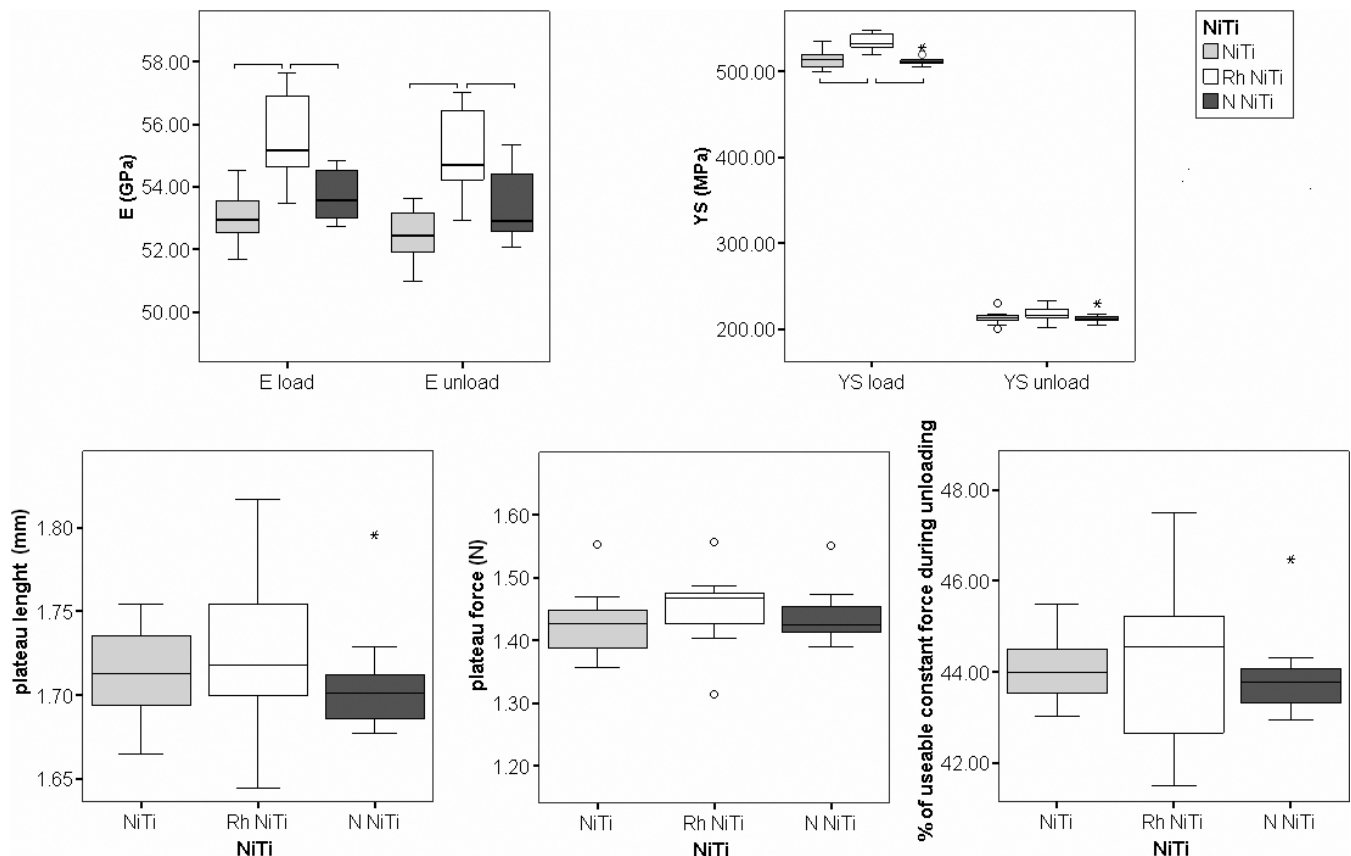 58.00
56.00
54.00
52.00
50.00
E (GPa)
E load
E unload
500.00
400.00
300.00
200.00
YS (MPa)
YS load
YS unload
NiTi
NiTi
Rh NiTi
N NiTi
1.80
1.75
1.70
1.65
plateau lenght (mm)
NiTi
Rh NiTi
N NiTi
NiTi
1.60
1.50
1.40
1.30
1.20
plateau force (N)
NiTi
Rh NiTi
N NiTi
NiTi
48.00
46.00
44.00
42.00
% of useable constant force during unloading
NiTi
Rh NiTi
N NiTi
NiTi